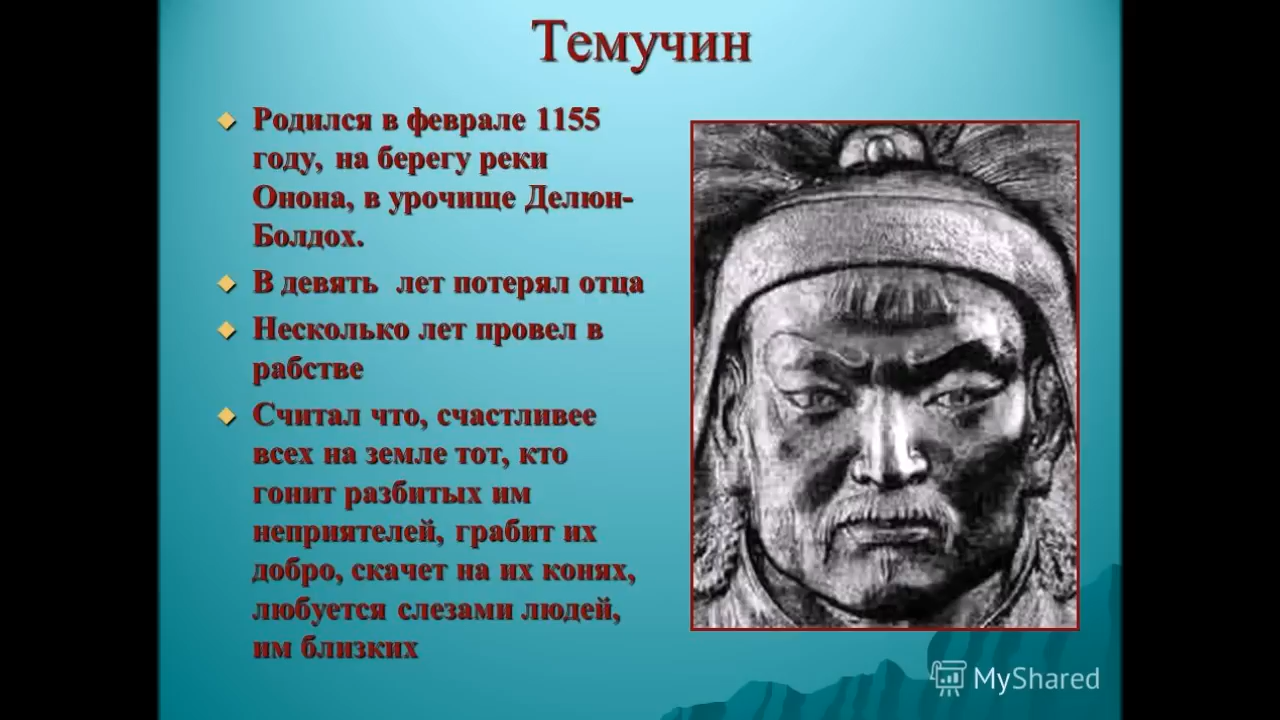 Темучин
Родился в феврале 1155
году, на берегу реки
Онона, в урочище Делюн-
Болдох.
В девять лет потерял отца
Несколько лет провел в
рабстве
Считал что, счастливее
всех на земле тот, кто
гонит разбитых им
неприятелей, грабит их
добро, скачет на их конях,
любуется слезами людей,
им близких
MyShared